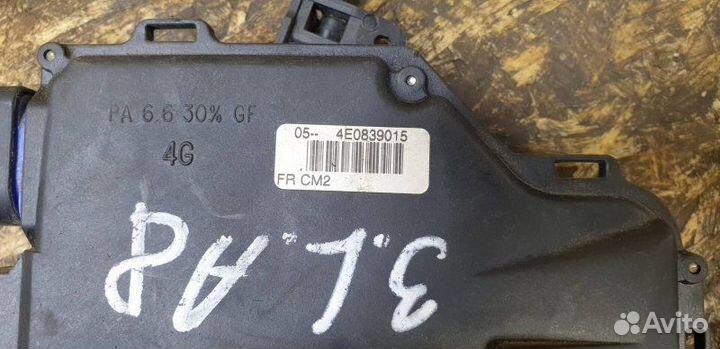 PA 6.6 30% GF
4G
05-- 4E0839015
FR CM2
3.L A8
Avito